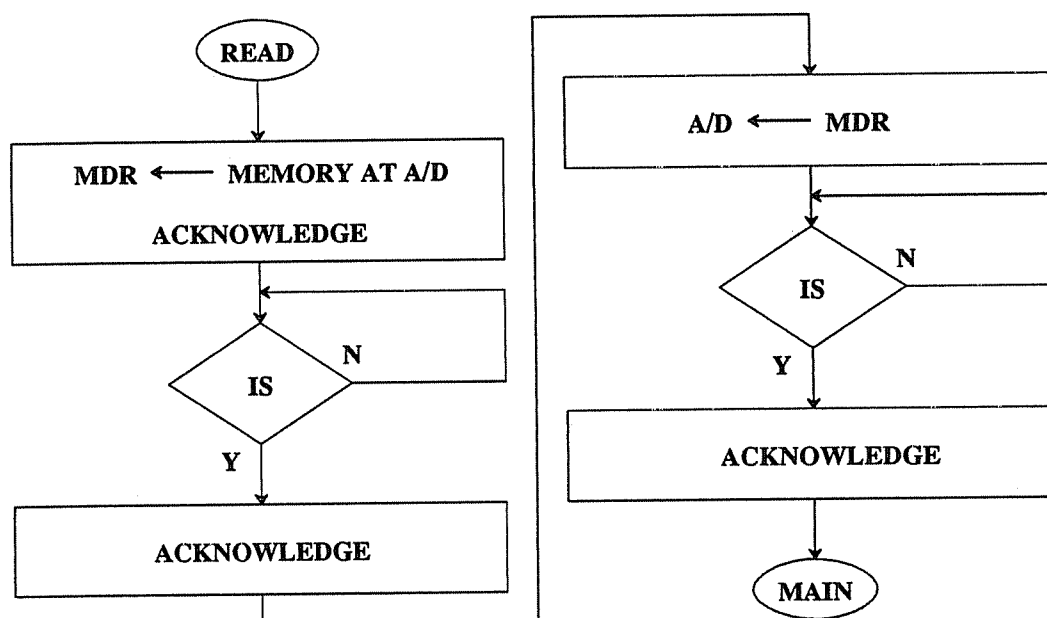 READ
MDR ← MEMORY AT A/D
ACKNOWLEDGE
IS
N
Y
ACKNOWLEDGE
A/D ← MDR
IS
N
Y
ACKNOWLEDGE
MAIN